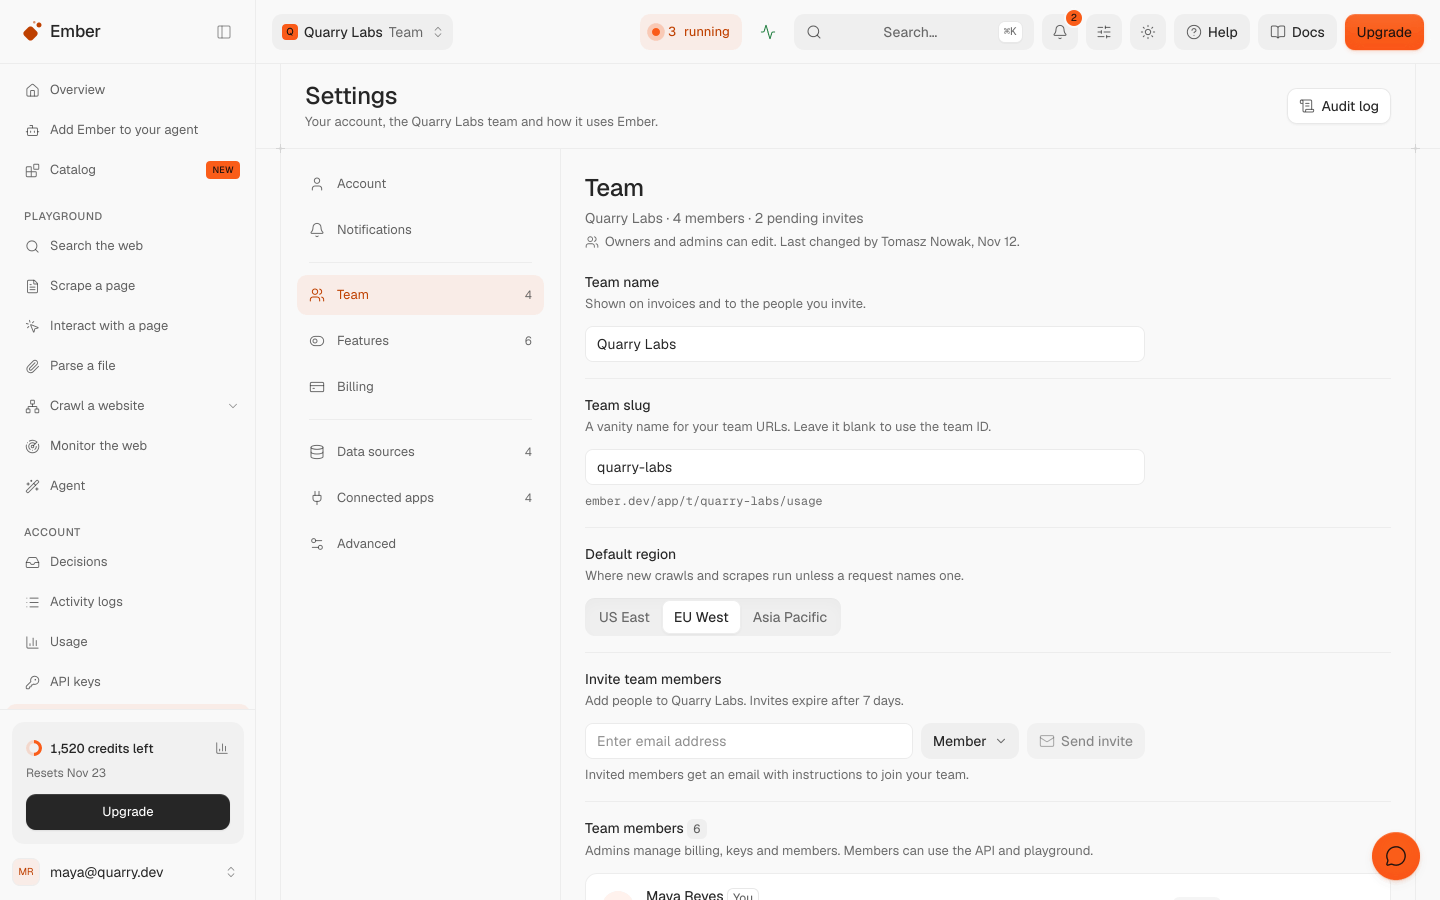 Ember
Quarry Labs Team
3 running
Search...
⌘K
2
Help
Docs
Upgrade
Overview
Add Ember to your agent
Catalog
NEW
PLAYGROUND
Search the web
Scrape a page
Interact with a page
Parse a file
Crawl a website
Monitor the web
Agent
ACCOUNT
Decisions
Activity logs
Usage
API keys
1,520 credits left
Resets Nov 23
Upgrade
MR
maya@quarry.dev
Settings
Your account, the Quarry Labs team and how it uses Ember.
Audit log
Account
Notifications
Team 4
Features 6
Billing
Data sources 4
Connected apps 4
Advanced
Team
Quarry Labs · 4 members · 2 pending invites
Owners and admins can edit. Last changed by Tomasz Nowak, Nov 12.
Team name
Shown on invoices and to the people you invite.
Quarry Labs
Team slug
A vanity name for your team URLs. Leave it blank to use the team ID.
quarry-labs
ember.dev/app/t/quarry-labs/usage
Default region
Where new crawls and scrapes run unless a request names one.
US East
EU West
Asia Pacific
Invite team members
Add people to Quarry Labs. Invites expire after 7 days.
Enter email address
Member
Send invite
Invited members get an email with instructions to join your team.
Team members 6
Admins manage billing, keys and members. Members can use the API and playground.
Maya Reyes You